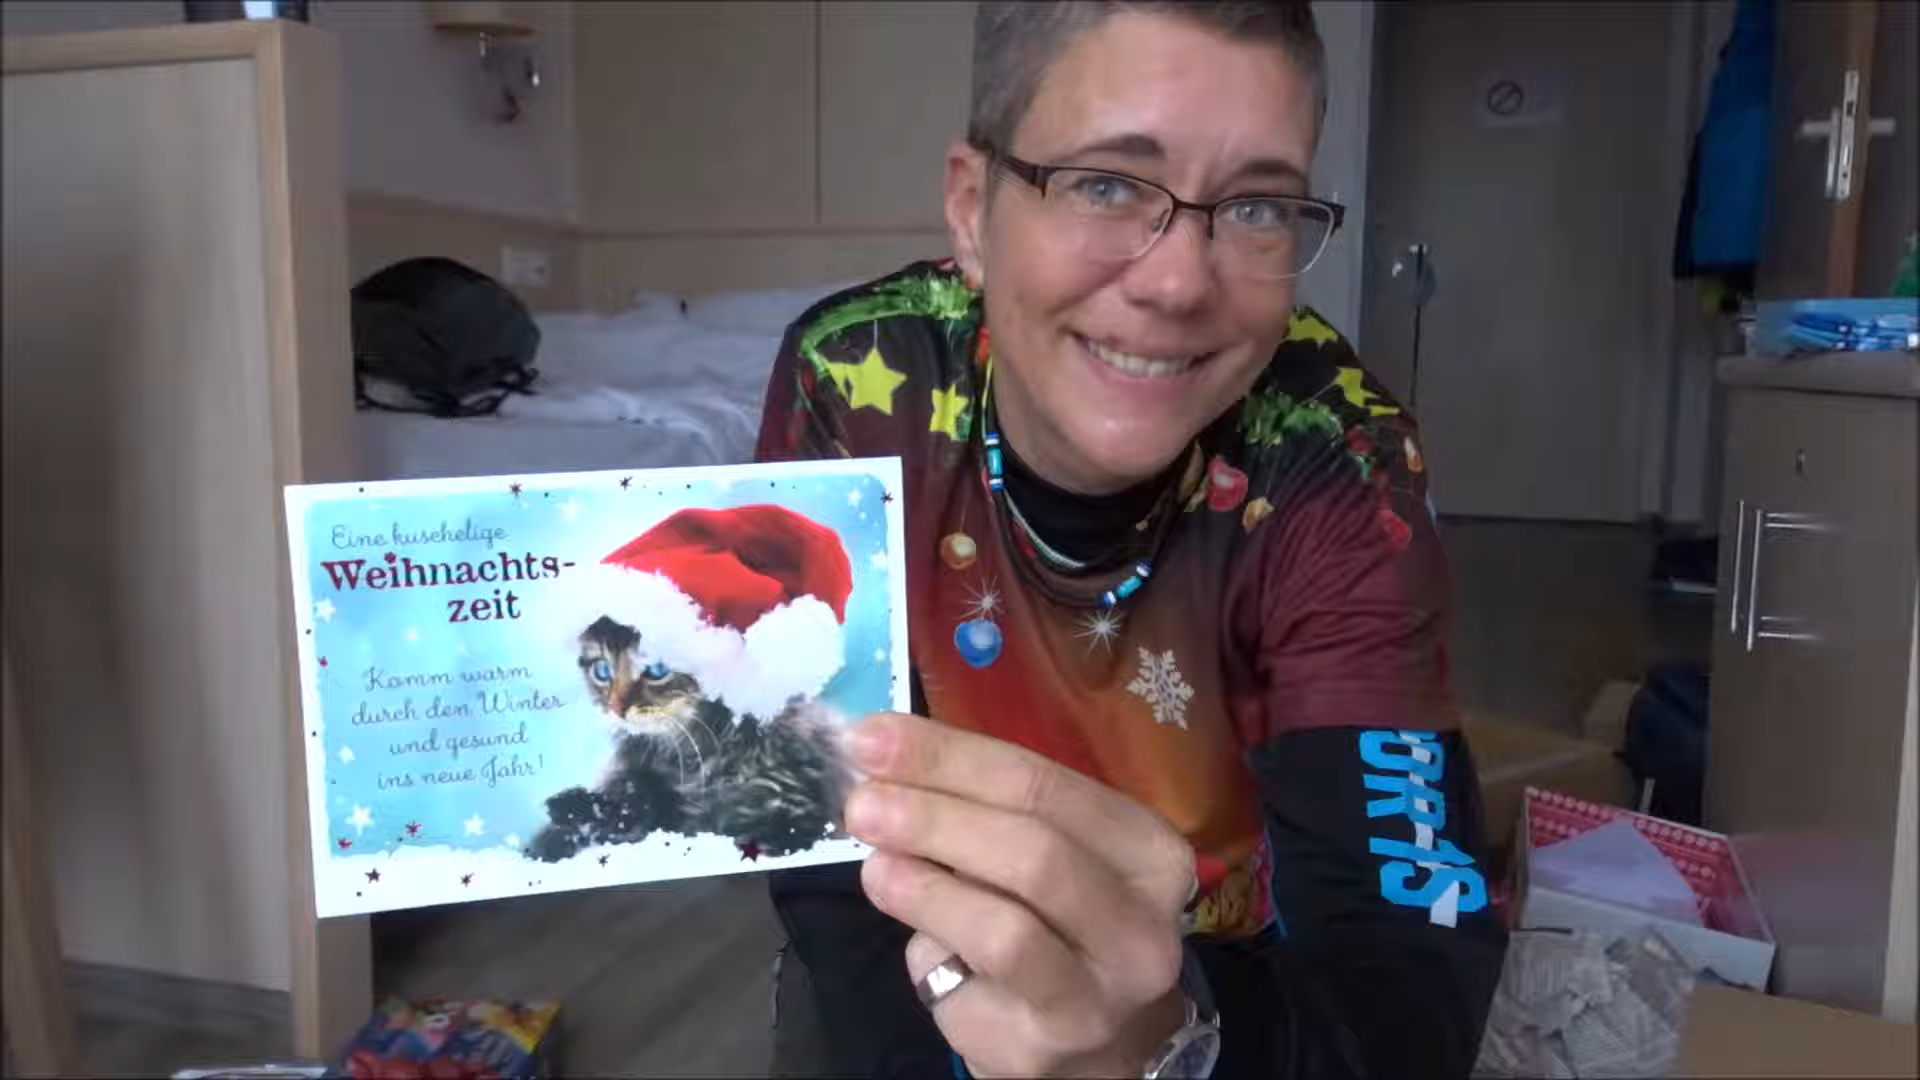 Eine kuschelige
Weihnachts-
zeit
Komm warm
durch den Winter
und gesund
ins neue Jahr!